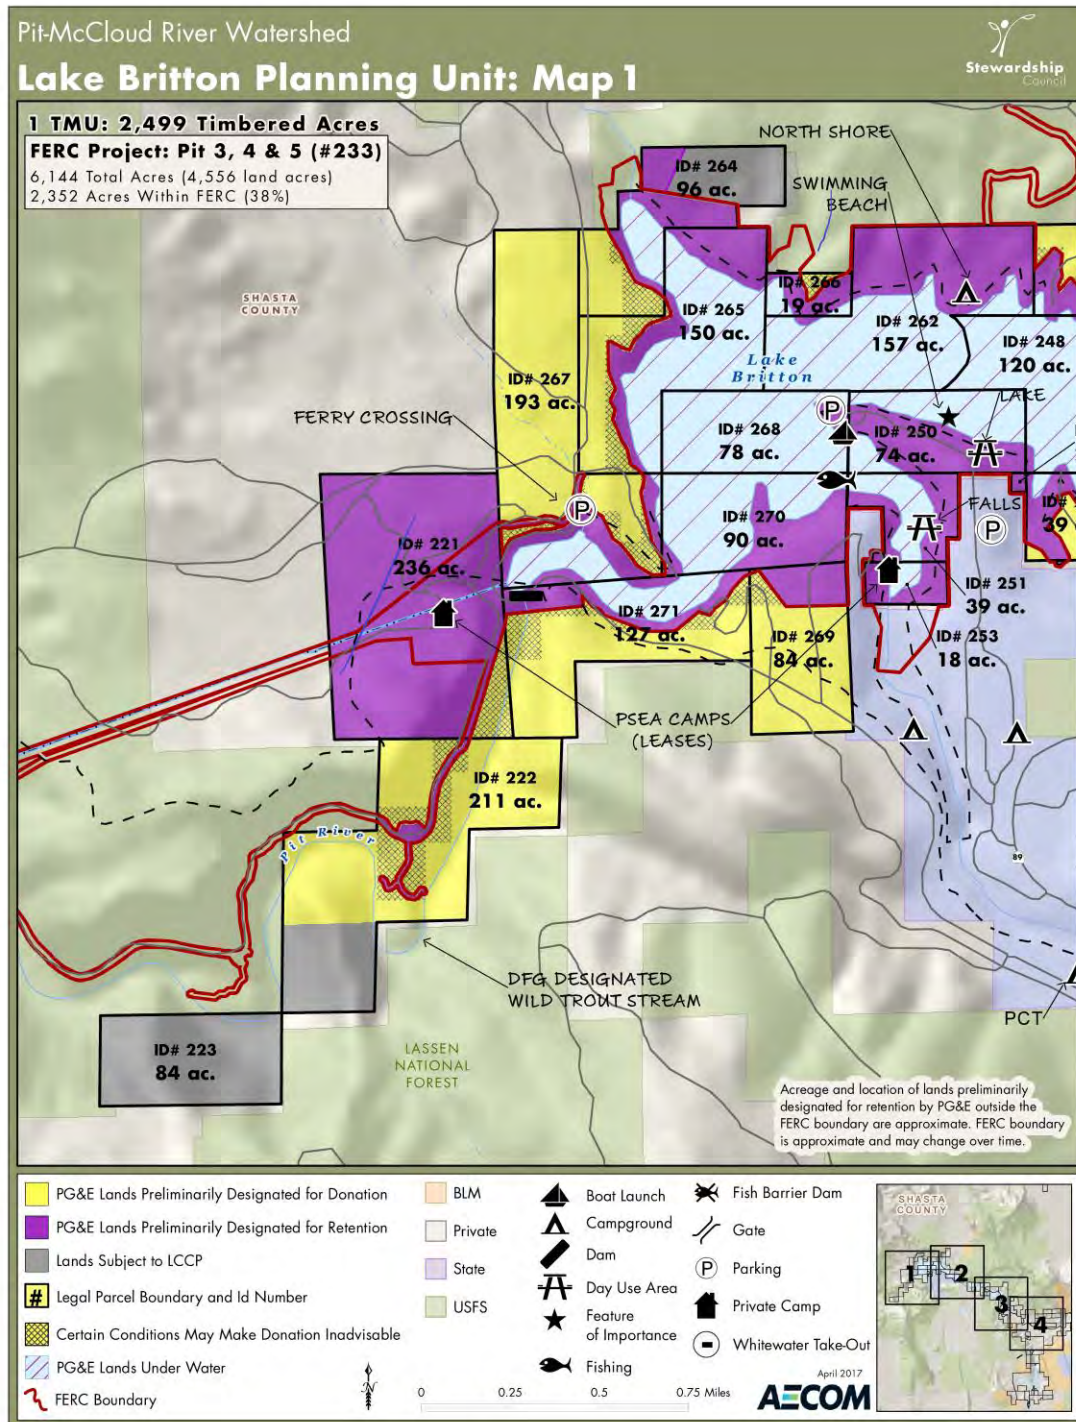 Pit-McCloud River Watershed
Lake Britton Planning Unit: Map 1
Stewardship
Council
1 TMU: 2,499 Timbered Acres
FERC Project: Pit 3, 4 & 5 (#233)
6,144 Total Acres (4,556 land acres)
2,352 Acres Within FERC (38%)
NORTH SHORE
ID# 264
96 ac.
SWIMMING
BEACH
SHASTA
COUNTY
ID# 266
19 ac.
ID# 265
150 ac.
ID# 262
157 ac.
ID# 248
120 ac.
Lake
Britton
ID# 267
193 ac.
LAKE
FERRY CROSSING
P
ID# 268
78 ac.
ID# 250
74 ac.
ID#
39
P
ID# 270
90 ac.
FALLS
P
ID# 221
236 ac.
ID# 251
39 ac.
ID# 271
127 ac.
ID# 269
84 ac.
ID# 253
18 ac.
PSEA CAMPS
(LEASES)
ID# 222
211 ac.
Pit River
89
DFG DESIGNATED
WILD TROUT STREAM
PCT
ID# 223
84 ac.
LASSEN
NATIONAL
FOREST
Acreage and location of lands preliminarily
designated for retention by PG&E outside the
FERC boundary are approximate. FERC boundary
is approximate and may change over time.
PG&E Lands Preliminarily Designated for Donation
PG&E Lands Preliminarily Designated for Retention
Lands Subject to LCCP
# Legal Parcel Boundary and Id Number
Certain Conditions May Make Donation Inadvisable
PG&E Lands Under Water
FERC Boundary
BLM
Private
State
USFS
Boat Launch
Campground
Dam
Day Use Area
Feature
of Importance
Fishing
Fish Barrier Dam
Gate
P Parking
Private Camp
Whitewater Take-Out
N
0 0.25 0.5 0.75 Miles
April 2017
AECOM
SHASTA
COUNTY
1
2
3
4